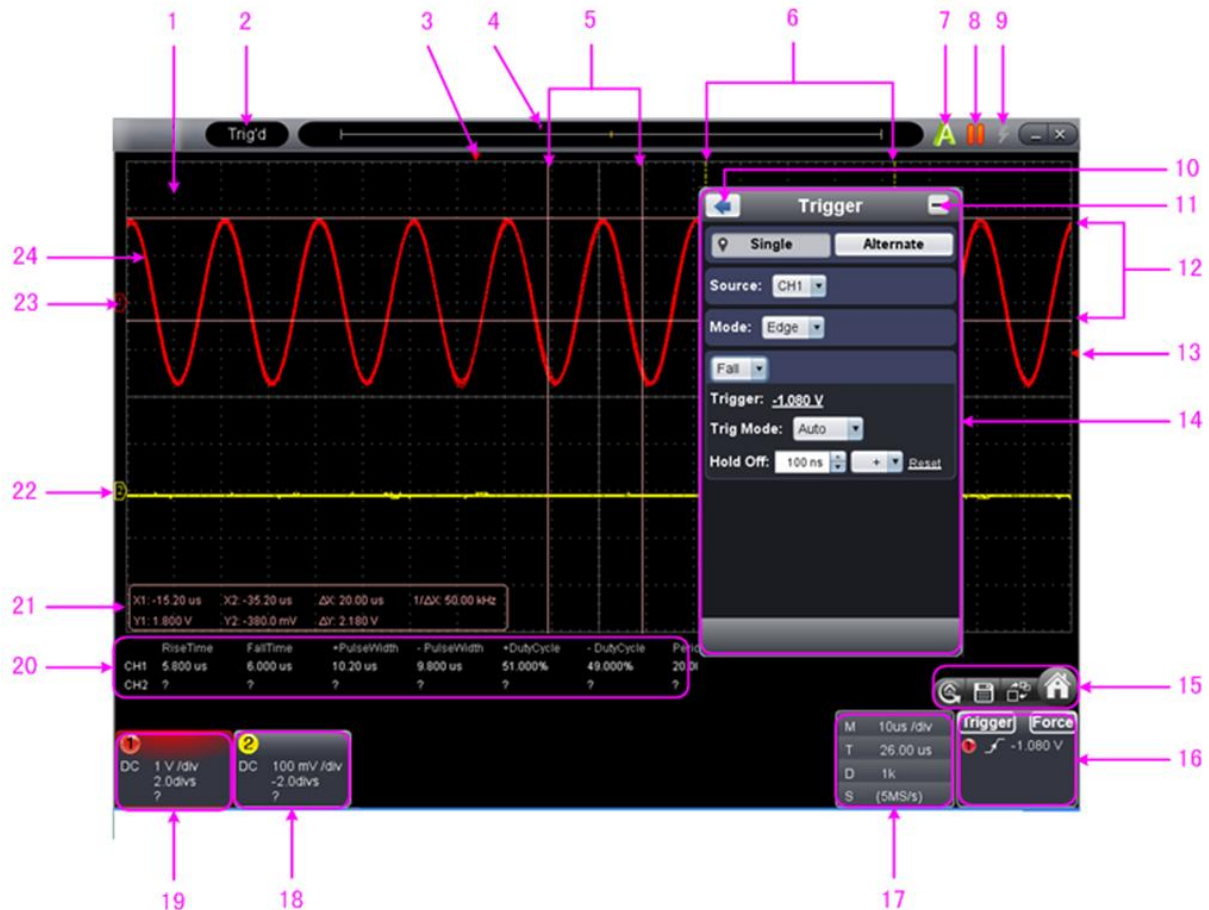 1 2 3 4 5 6 7 8 9
Trig'd
A
10
Trigger
11
Single Alternate
24
12
Source: CH1
23
Mode: Edge
13
Fall
Trigger: -1.080 V
14
Trig Mode: Auto
Hold Off: 100 ns + Reset
22
2
21
X1: -15.20 us X2: -35.20 us ΔX: 20.00 us 1/ΔX: 50.00 kHz
Y1: 1.800 V Y2: -380.0 mV ΔY: 2.180 V
20
RiseTime FallTime +PulseWidth - PulseWidth +DutyCycle - DutyCycle
CH1 5.800 us 6.000 us 10.20 us 9.800 us 51.000% 49.000%
CH2 ? ? ? ? ? ? ?
15
Trigger Force
1 -1.080 V
16
1
DC 1 V /div
2.0divs
?
2
DC 100 mV /div
-2.0divs
?
M 10us /div
T 26.00 us
D 1k
S (5MS/s)
19 18 17